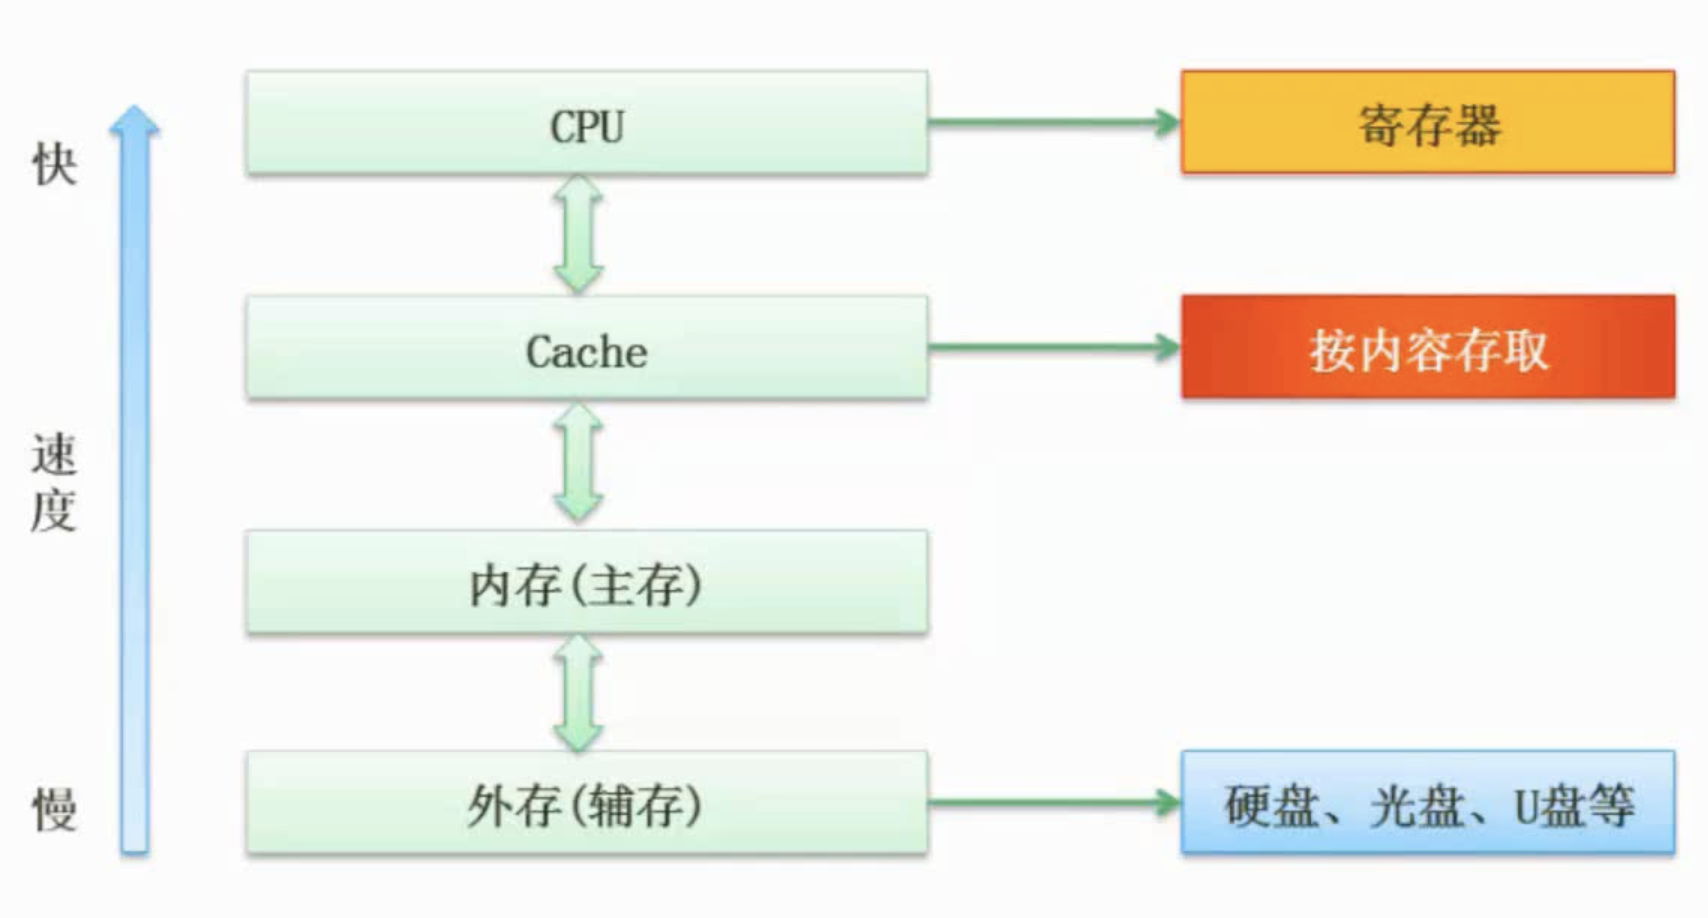 快
CPU
寄存器
Cache
按内容存取
速
度
内存(主存)
慢
外存(辅存)
硬盘、光盘、U盘等